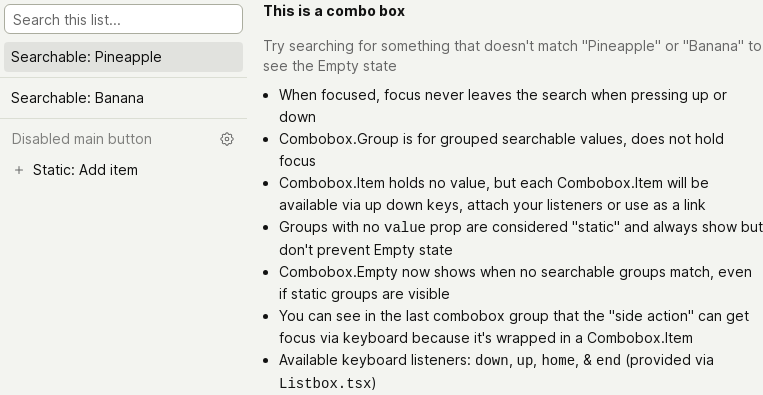 Search this list...
Searchable: Pineapple
Searchable: Banana
Disabled main button
Static: Add item
This is a combo box
Try searching for something that doesn't match "Pineapple" or "Banana" to
see the Empty state
When focused, focus never leaves the search when pressing up or
down
Combobox.Group is for grouped searchable values, does not hold
focus
Combobox.Item holds no value, but each Combobox.Item will be
available via up down keys, attach your listeners or use as a link
Groups with no value prop are considered "static" and always show but
don't prevent Empty state
Combobox.Empty now shows when no searchable groups match, even
if static groups are visible
You can see in the last combobox group that the "side action" can get
focus via keyboard because it's wrapped in a Combobox.Item
Available keyboard listeners: down, up, home, & end (provided via
Listbox.tsx)